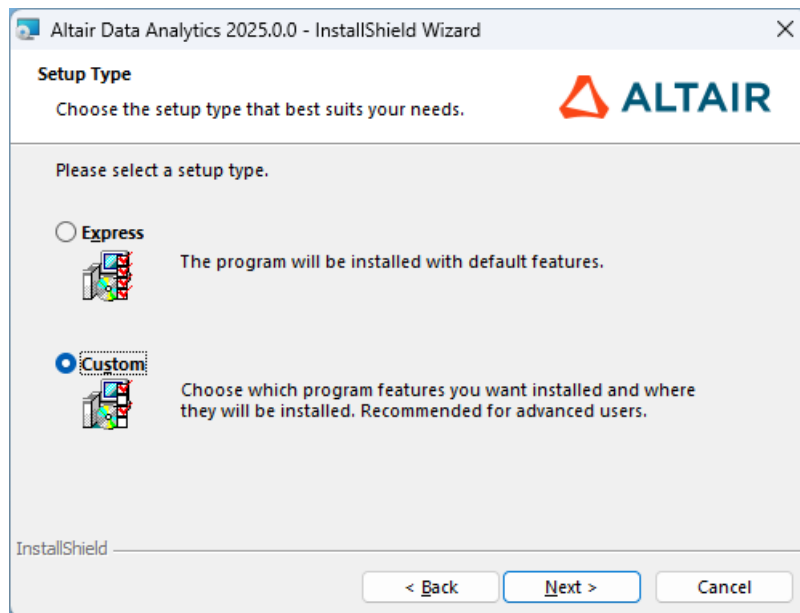 Altair Data Analytics 2025.0.0 - InstallShield Wizard
Setup Type
Choose the setup type that best suits your needs.
ALTAIR
Please select a setup type.
Express
The program will be installed with default features.
Custom
Choose which program features you want installed and where
they will be installed. Recommended for advanced users.
InstallShield
< Back
Next >
Cancel